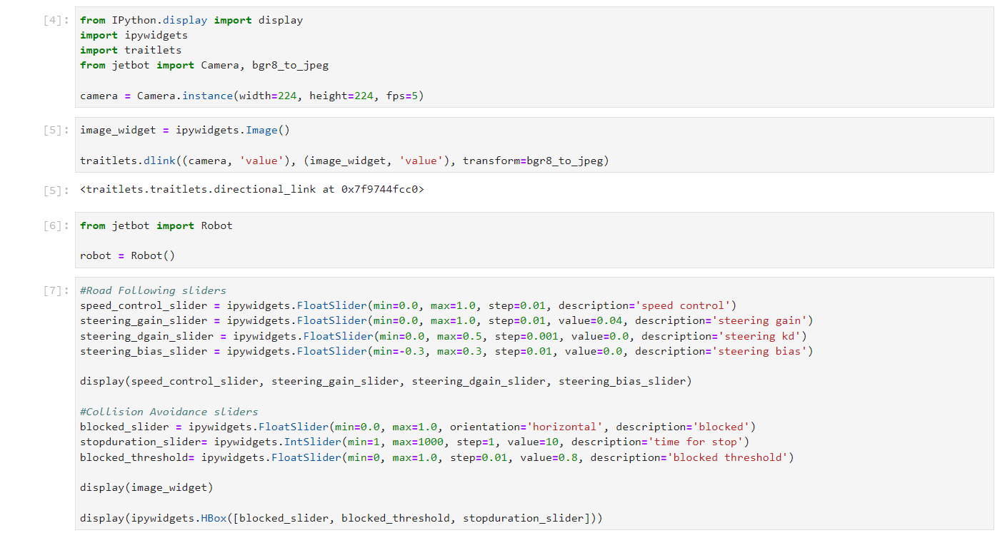 [4]:
from IPython.display import display
import ipywidgets
import traitlets
from jetbot import Camera, bgr8_to_jpeg
camera = Camera.instance(width=224, height=224, fps=5)
[5]:
image_widget = ipywidgets.Image()
traitlets.dlink((camera, 'value'), (image_widget, 'value'), transform=bgr8_to_jpeg)
[5]:
<traitlets.traitlets.directional_link at 0x7f9744fcc0>
[6]:
from jetbot import Robot
robot = Robot()
[7]:
#Road Following sliders
speed_control_slider = ipywidgets.FloatSlider(min=0.0, max=1.0, step=0.01, description='speed control')
steering_gain_slider = ipywidgets.FloatSlider(min=0.0, max=1.0, step=0.01, value=0.04, description='steering gain')
steering_dgain_slider = ipywidgets.FloatSlider(min=0.0, max=0.5, step=0.001, value=0.0, description='steering kd')
steering_bias_slider = ipywidgets.FloatSlider(min=-0.3, max=0.3, step=0.01, value=0.0, description='steering bias')
display(speed_control_slider, steering_gain_slider, steering_dgain_slider, steering_bias_slider)
#Collision Avoidance sliders
blocked_slider = ipywidgets.FloatSlider(min=0.0, max=1.0, orientation='horizontal', description='blocked')
stopduration_slider= ipywidgets.IntSlider(min=1, max=1000, step=1, value=10, description='time for stop')
blocked_threshold= ipywidgets.FloatSlider(min=0, max=1.0, step=0.01, value=0.8, description='blocked threshold')
display(image_widget)
display(ipywidgets.HBox([blocked_slider, blocked_threshold, stopduration_slider]))